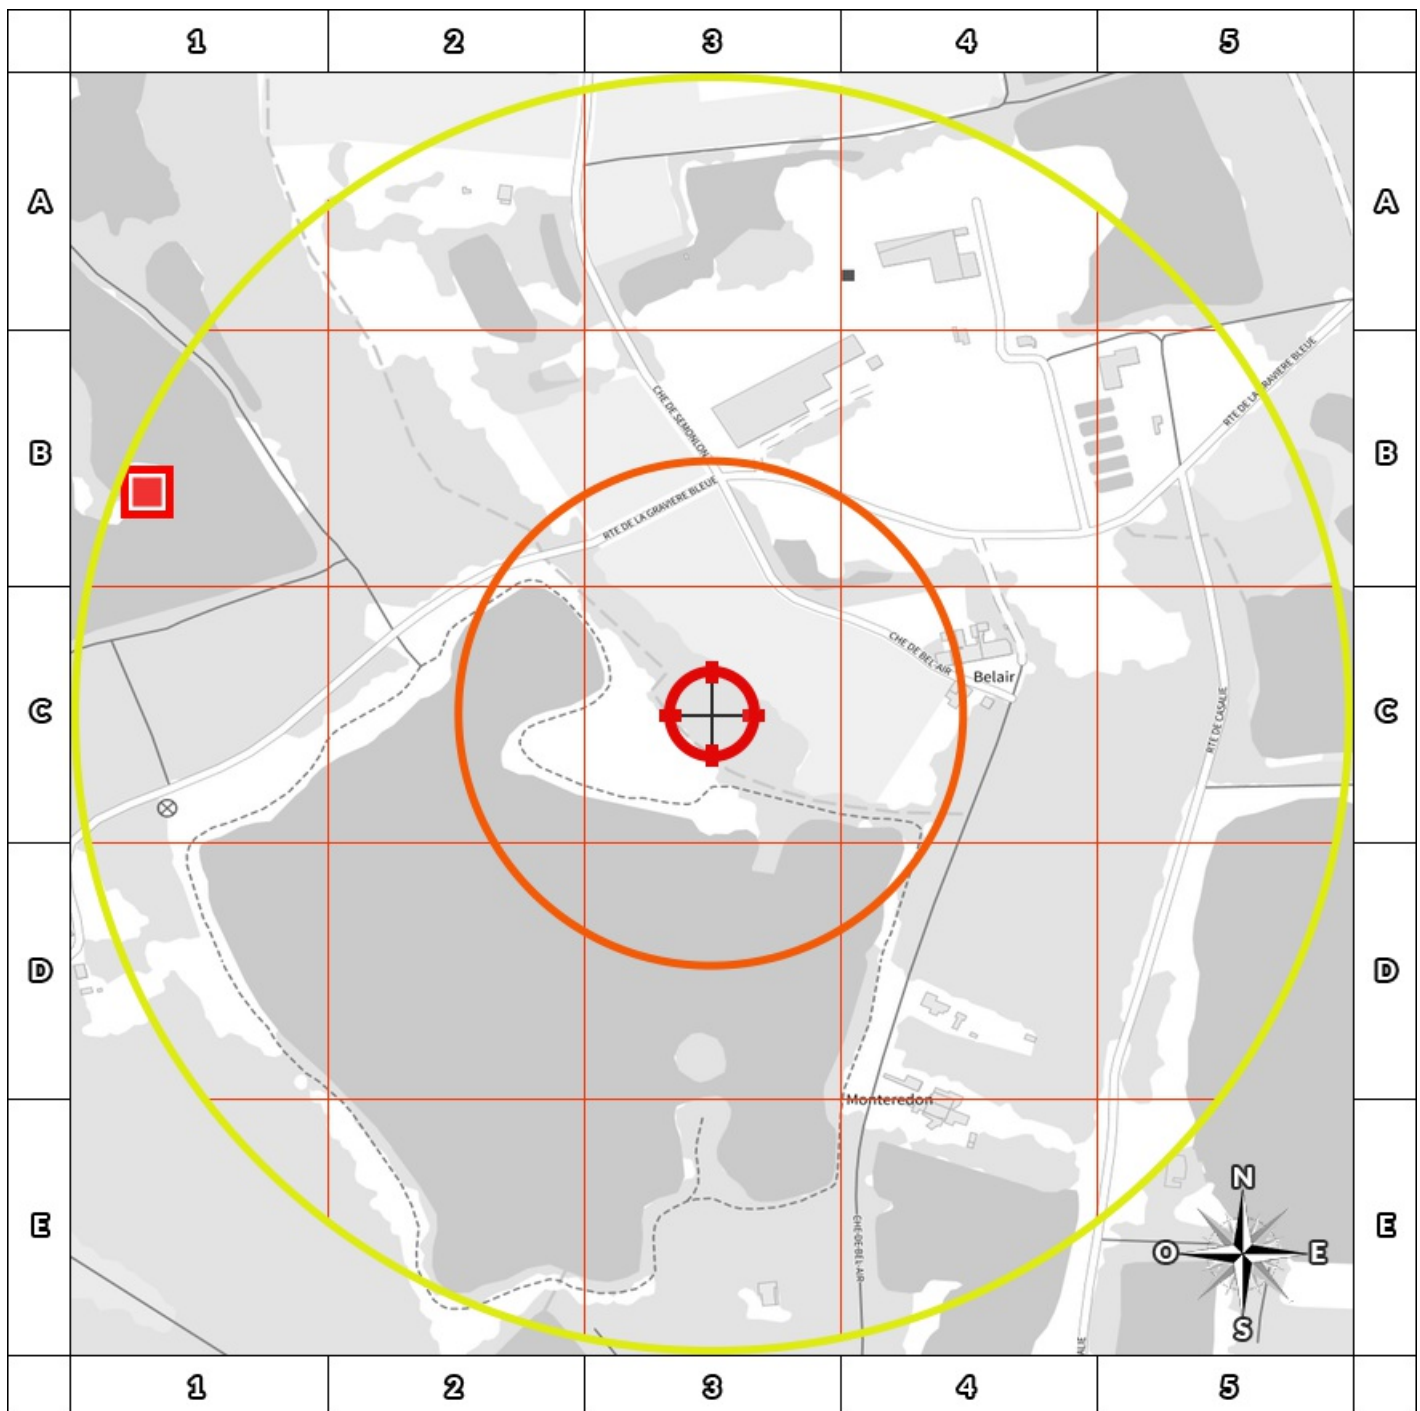 1 2 3 4 5
A A
CHE DE SEMONLON
RTE DE LA GRAVIERE BLEUE
B B
RTE DE LA GRAVIERE BLEUE
CHE DE BEL-AIR
Belair
C C
RTE DE CASALIE
D D
Monteredon
N
E E
CHE DE BEL-AIR
O E
S
ALIE
1 2 3 4 5